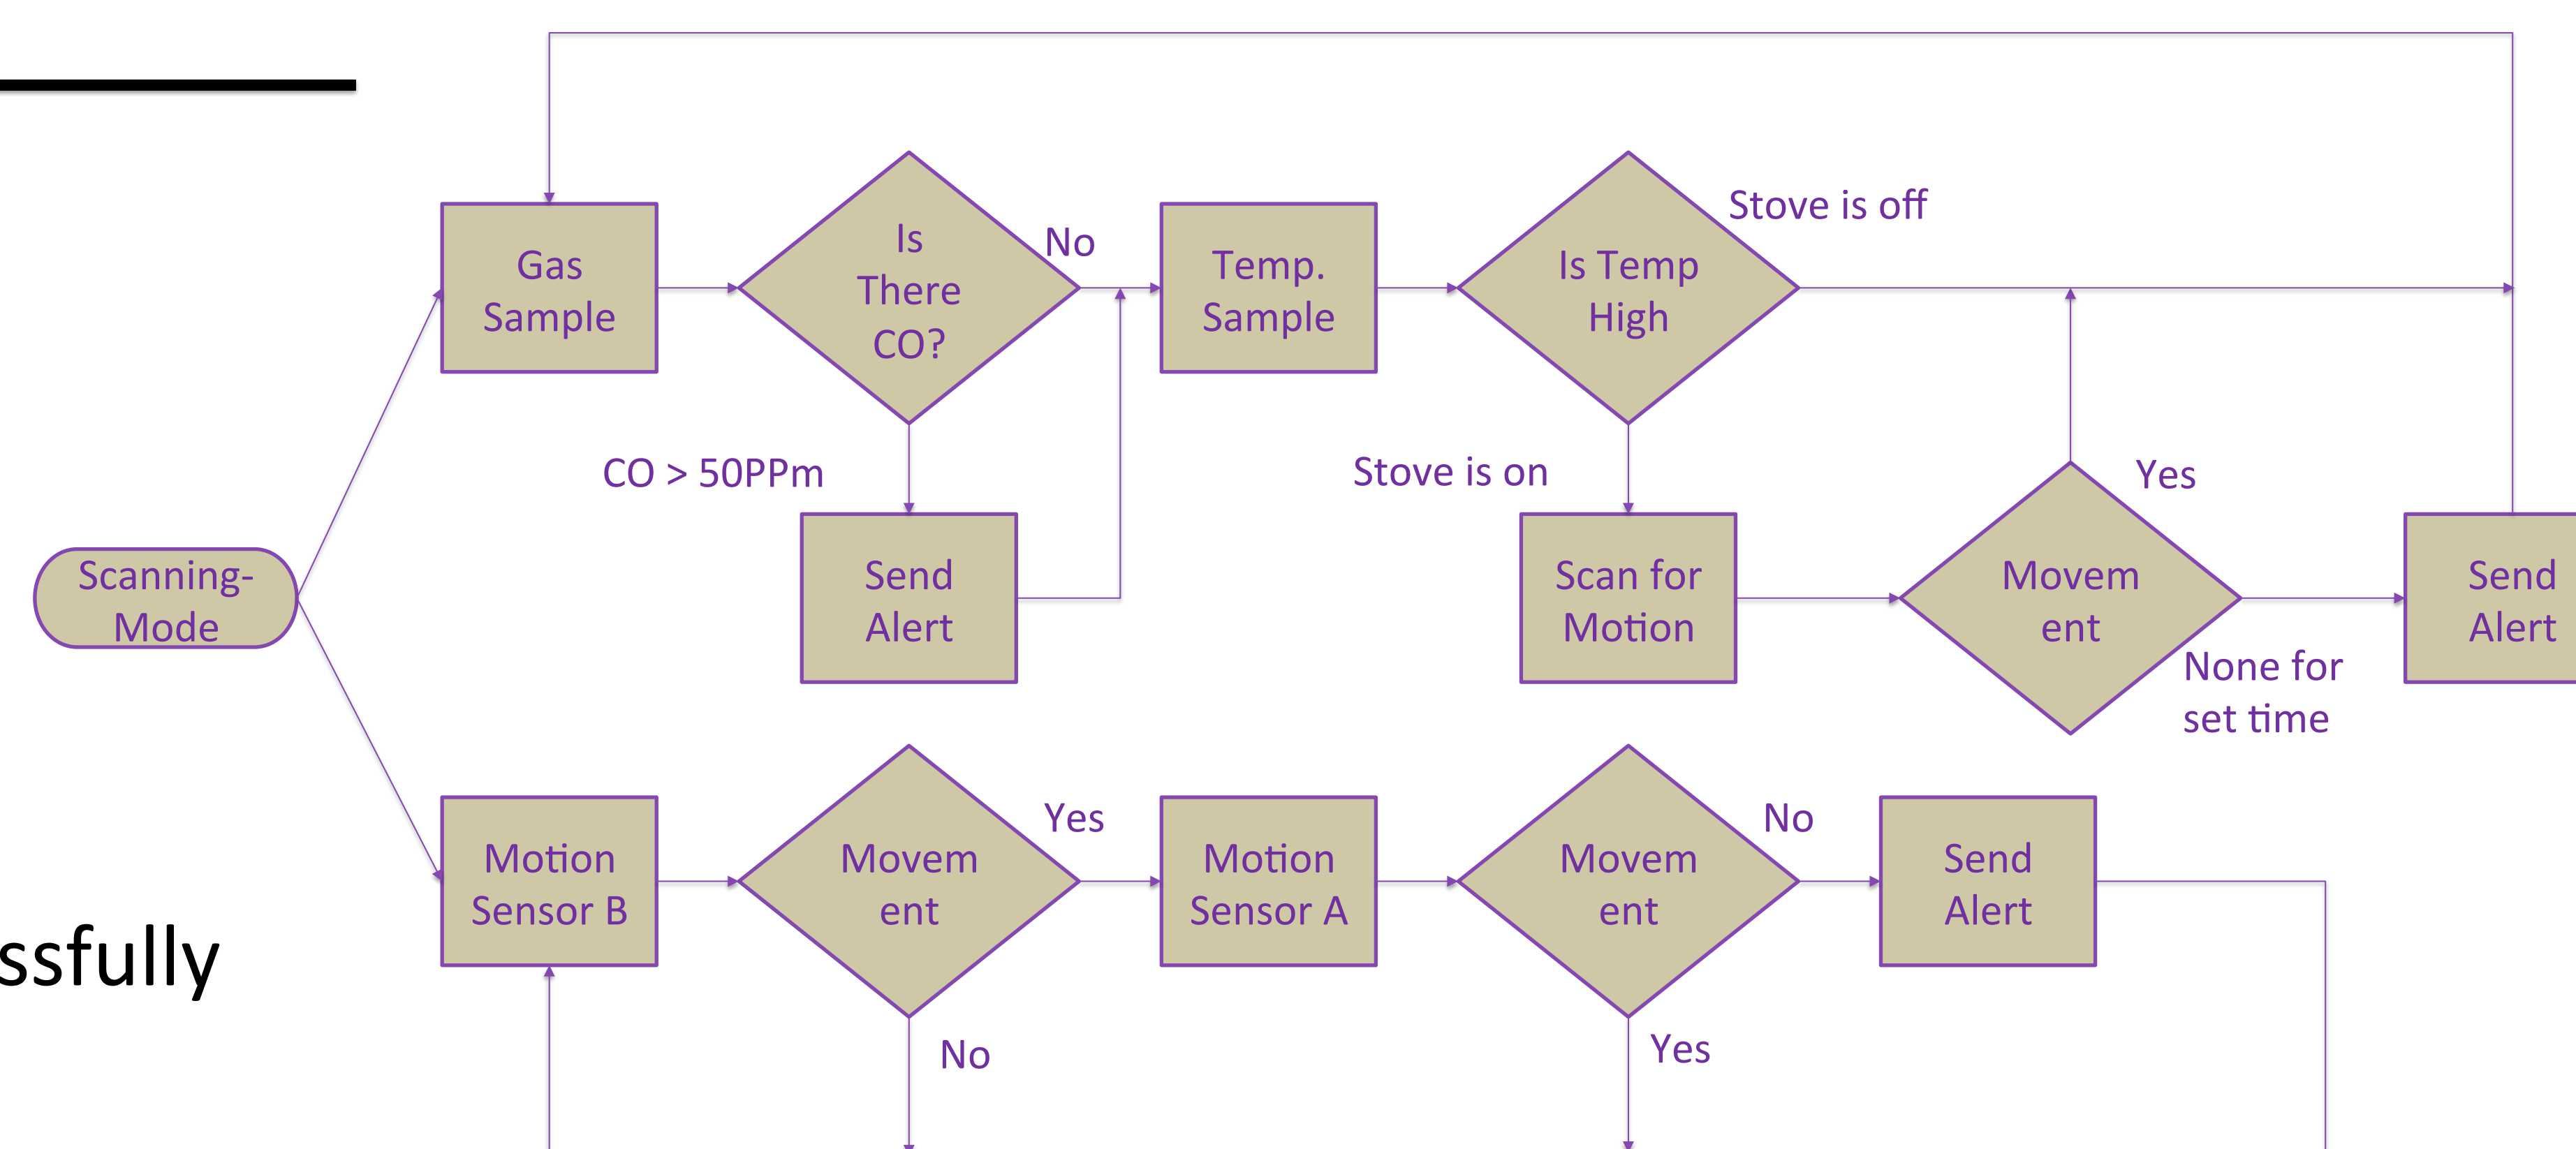 Stove is off
Is
There
CO?
No
Gas
Sample
Temp.
Sample
Is Temp
High
CO > 50PPm
Stove is on
Yes
Scanning-
Mode
Send
Alert
Scan for
Motion
Movem
ent
Send
Alert
None for
set time
Yes
No
Motion
Sensor B
Movem
ent
Motion
Sensor A
Movem
ent
Send
Alert
ssfully
No
Yes